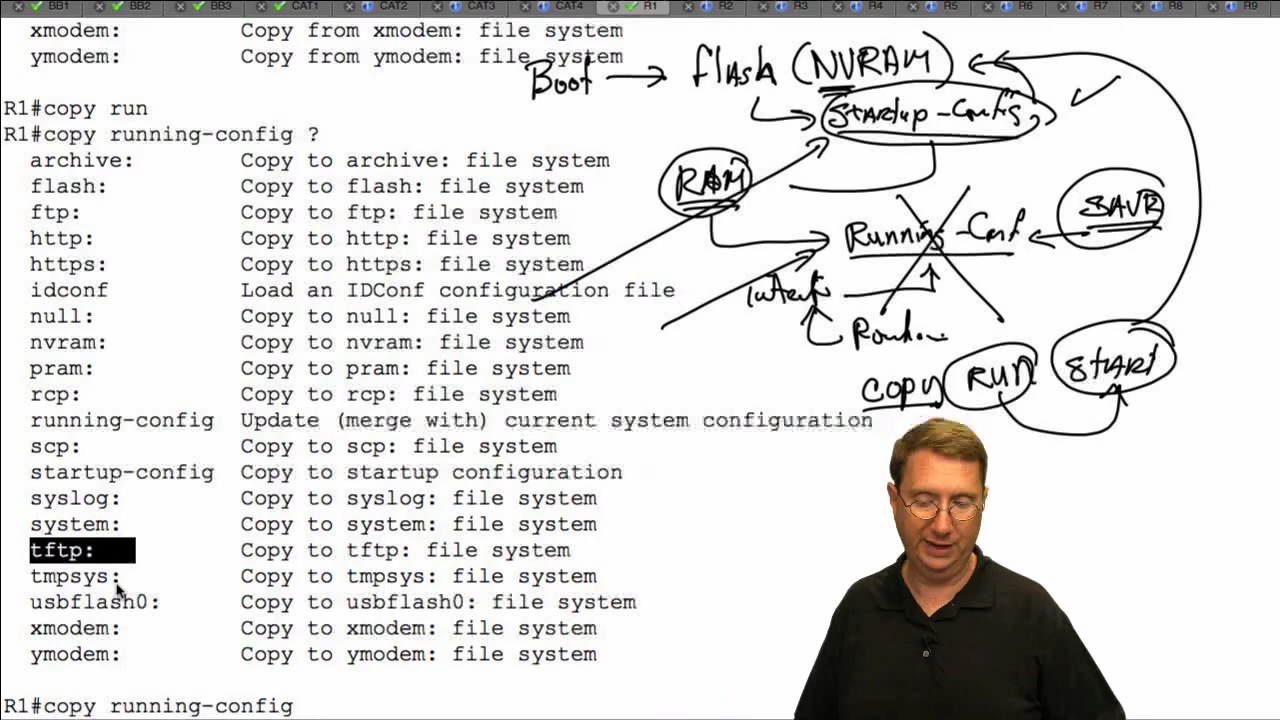 BB1 BB2 BB3 CAT1 CAT2 CAT3 CAT4 R1 R2 R3 R4 R5 R6 R7 R8 R9
xmodem: Copy from xmodem: file system
ymodem: Copy from ymodem: file system
R1#copy run
R1#copy running-config ?
archive: Copy to archive: file system
flash: Copy to flash: file system
ftp: Copy to ftp: file system
http: Copy to http: file system
https: Copy to https: file system
idconf Load an IDConf configuration file
null: Copy to null: file system
nvram: Copy to nvram: file system
pram: Copy to pram: file system
rcp: Copy to rcp: file system
running-config Update (merge with) current system configuration
scp: Copy to scp: file system
startup-config Copy to startup configuration
syslog: Copy to syslog: file system
system: Copy to system: file system
tftp: Copy to tftp: file system
tmpsys: Copy to tmpsys: file system
usbflash0: Copy to usbflash0: file system
xmodem: Copy to xmodem: file system
ymodem: Copy to ymodem: file system
R1#copy running-config
Boot → flash (NVRAM)
Startup-Config
RAM
Running-Conf
SAVE
copy RUN START